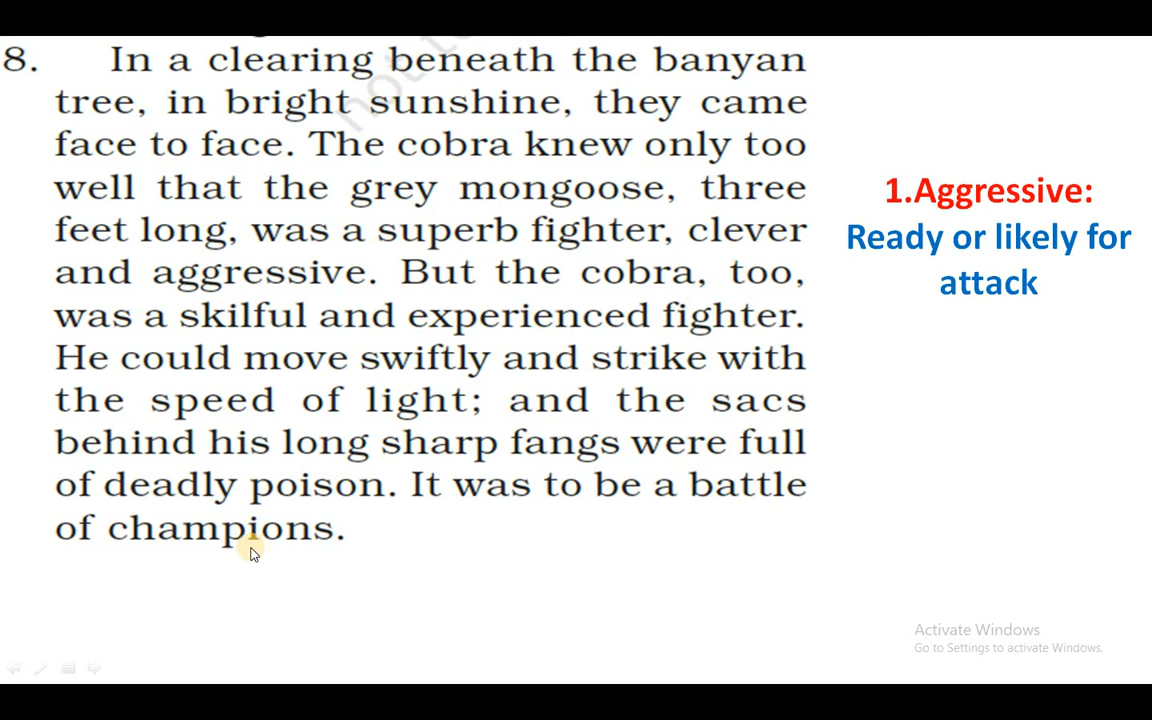 8. In a clearing beneath the banyan
tree, in bright sunshine, they came
face to face. The cobra knew only too
well that the grey mongoose, three
feet long, was a superb fighter, clever
and aggressive. But the cobra, too,
was a skilful and experienced fighter.
He could move swiftly and strike with
the speed of light; and the sacs
behind his long sharp fangs were full
of deadly poison. It was to be a battle
of champions.
1.Aggressive:
Ready or likely for
attack
not to
Activate Windows
Go to Settings to activate Windows.